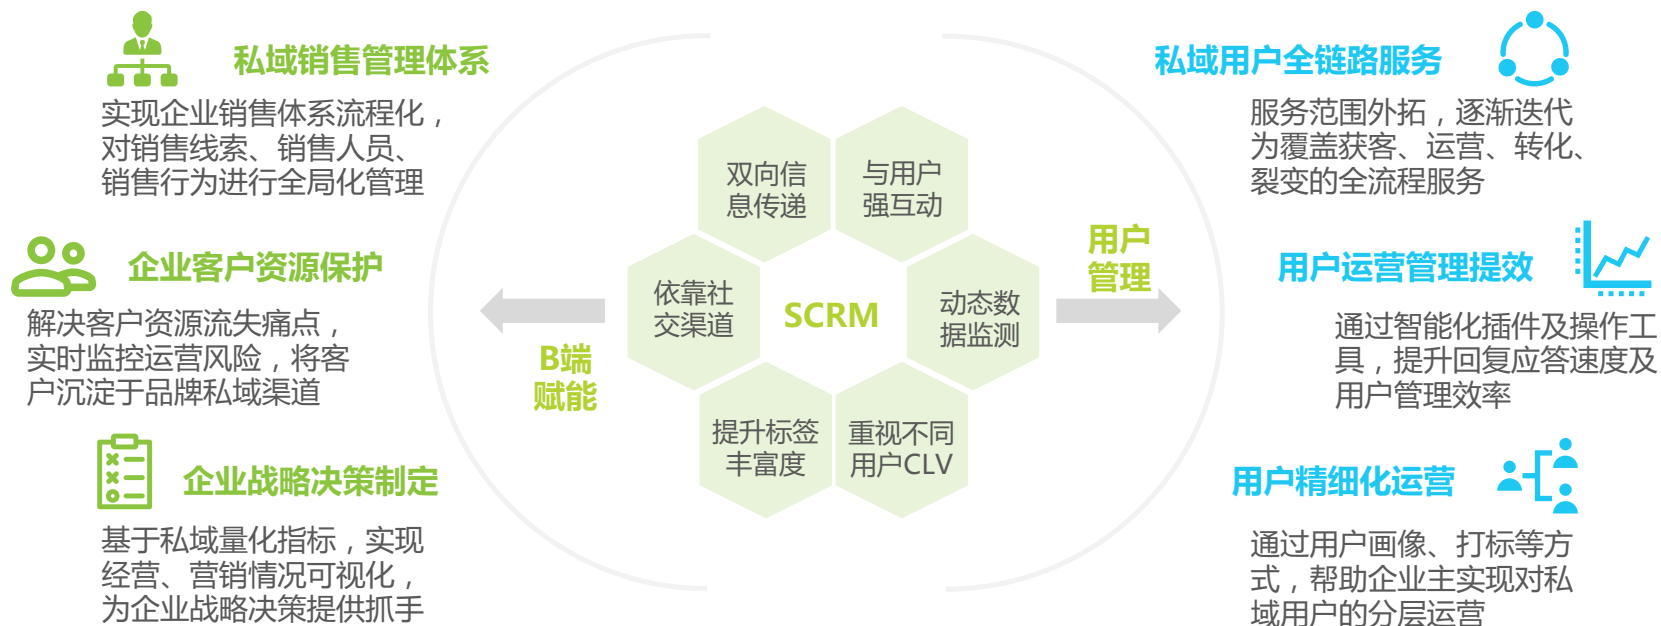 私域销售管理体系
实现企业销售体系流程化，
对销售线索、销售人员、
销售行为进行全局化管理
企业客户资源保护
解决客户资源流失痛点，
实时监控运营风险，将客
户沉淀于品牌私域渠道
企业战略决策制定
基于私域量化指标，实现
经营、营销情况可视化，
为企业战略决策提供抓手
B端
赋能
双向信
息传递
与用户
强互动
依靠社
交渠道
SCRM
动态数
据监测
提升标签
丰富度
重视不同
用户CLV
用户
管理
私域用户全链路服务
服务范围外拓，逐渐迭代
为覆盖获客、运营、转化、
裂变的全流程服务
用户运营管理提效
通过智能化插件及操作工
具，提升回复应答速度及
用户管理效率
用户精细化运营
通过用户画像、打标等方
式，帮助企业主实现对私
域用户的分层运营